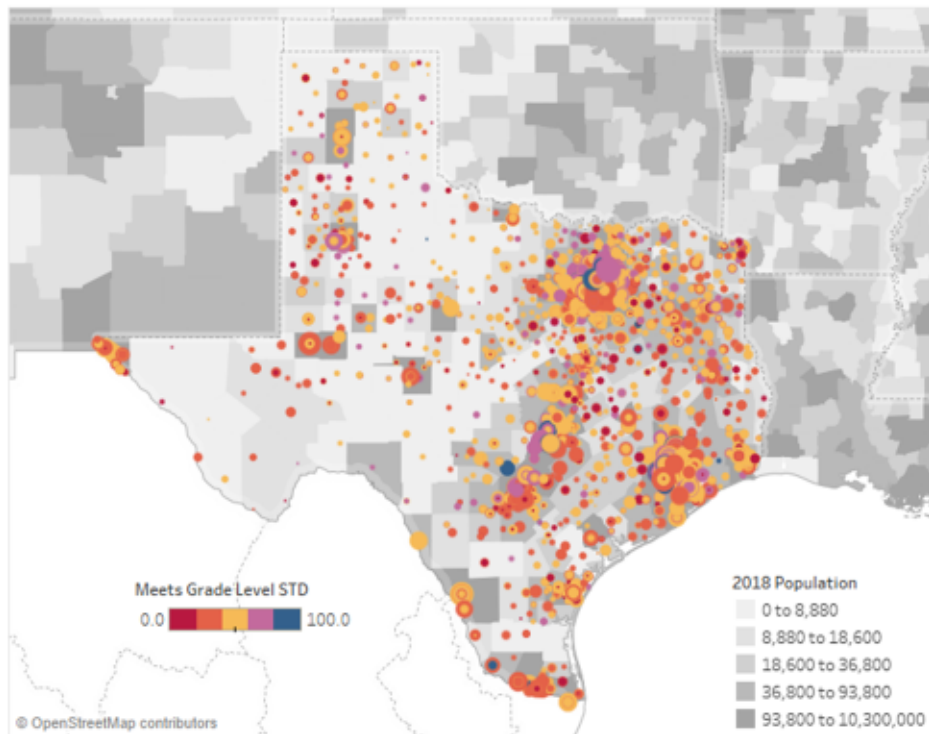 Meets Grade Level STD
0.0
100.0
2018 Population
0 to 8,880
8,880 to 18,600
18,600 to 36,800
36,800 to 93,800
93,800 to 10,300,000
© OpenStreetMap contributors